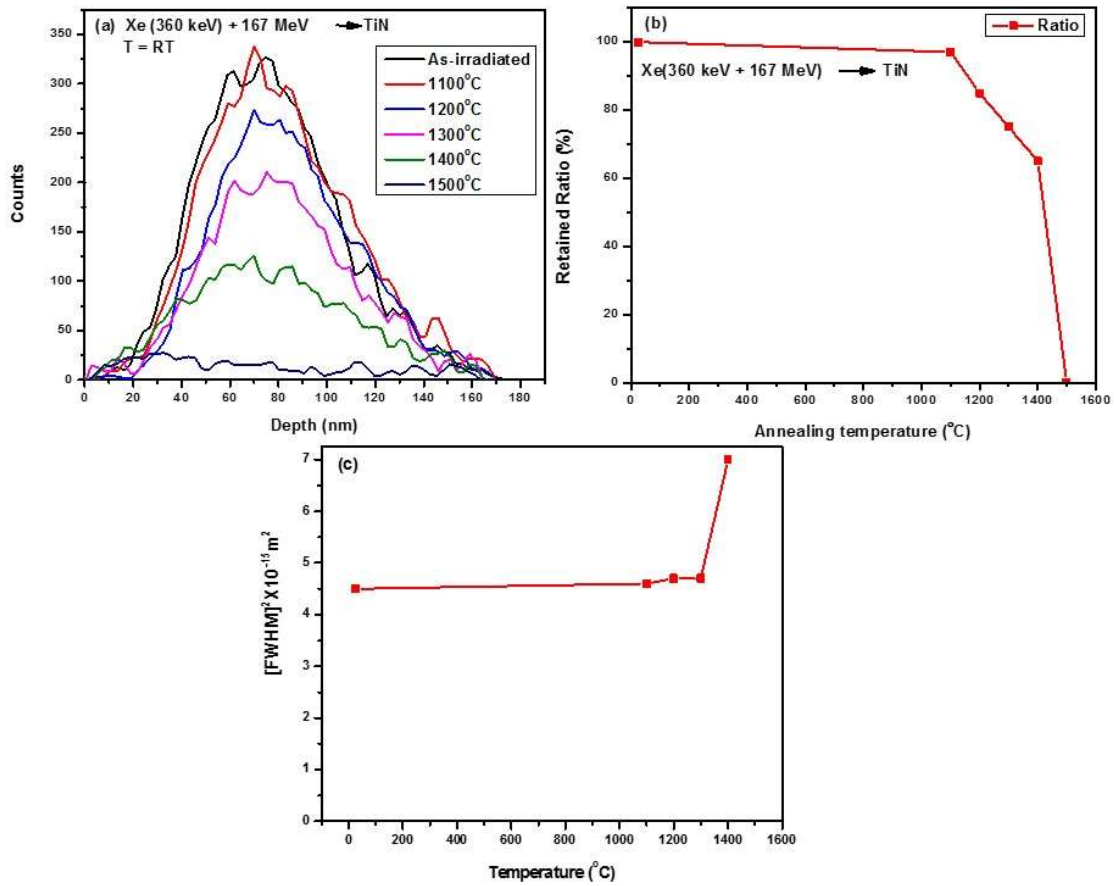 (a) Xe (360 keV) + 167 MeV → TiN
T = RT
As-irradiated
1100°C
1200°C
1300°C
1400°C
1500°C
350
300
250
200
150
100
50
0
Counts
0 20 40 60 80 100 120 140 160 180
Depth (nm)
(b)
Ratio
Xe(360 keV + 167 MeV) → TiN
100
80
60
40
20
0
Retained Ratio (%)
0 200 400 600 800 1000 1200 1400 1600
Annealing temperature (°C)
(c)
7
6
5
4
3
2
1
0
[FWHM]² X 10⁻¹⁵ m²
0 200 400 600 800 1000 1200 1400 1600
Temperature (°C)